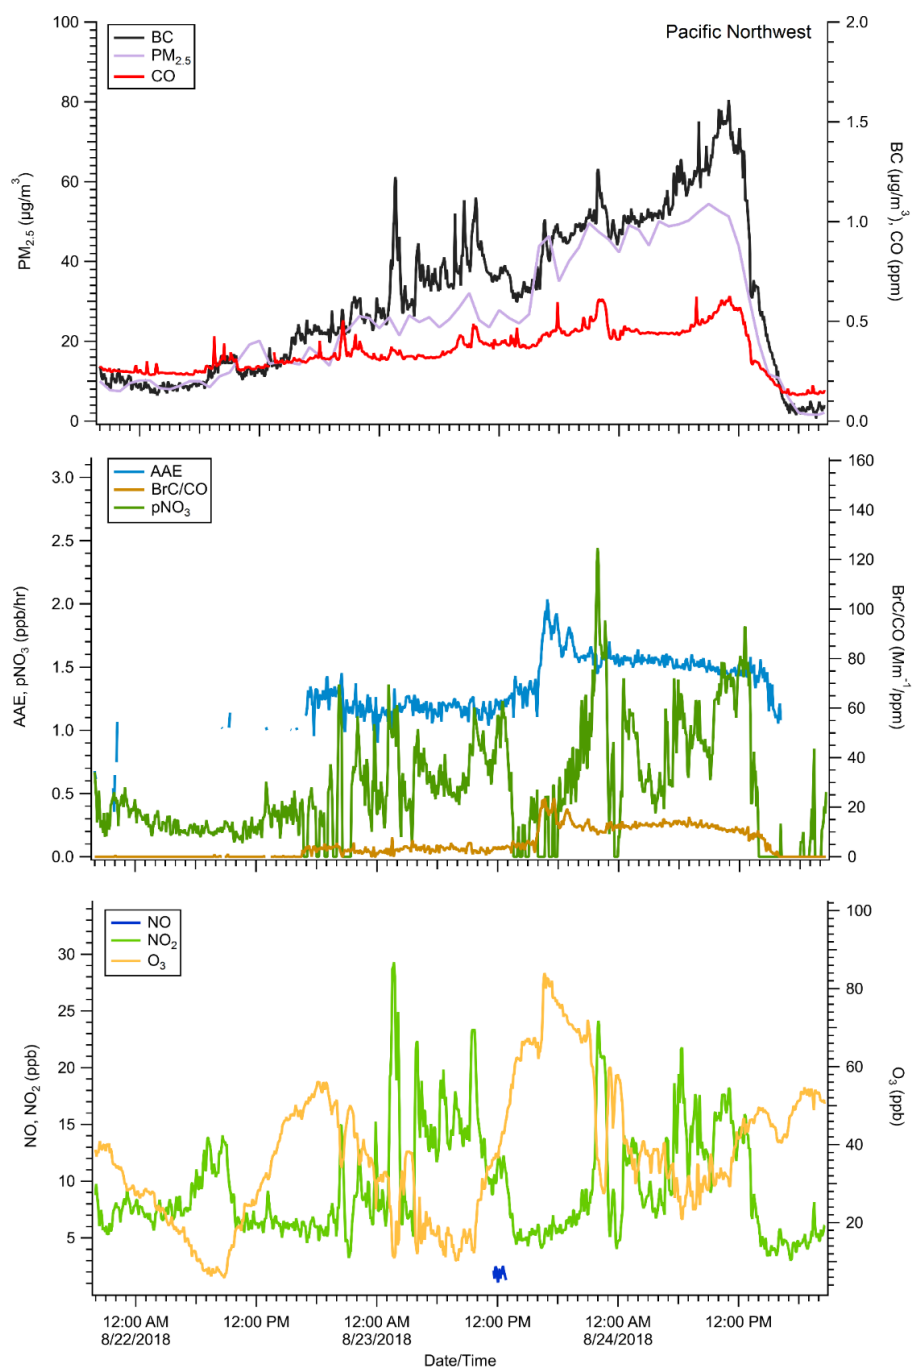 Pacific Northwest
BC
PM2.5
CO
100
80
60
40
20
0
PM2.5 (μg/m3)
2.0
1.5
1.0
0.5
0.0
BC (μg/m3), CO (ppm)
AAE
BrC/CO
pNO3
3.0
2.5
2.0
1.5
1.0
0.5
0.0
AAE, pNO3 (ppb/hr)
160
140
120
100
80
60
40
20
0
BrC/CO (Mm-1/ppm)
NO
NO2
O3
30
25
20
15
10
5
NO, NO2 (ppb)
100
80
60
40
20
O3 (ppb)
12:00 AM 12:00 PM 12:00 AM 12:00 PM 12:00 AM 12:00 PM
8/22/2018 8/23/2018 8/24/2018
Date/Time